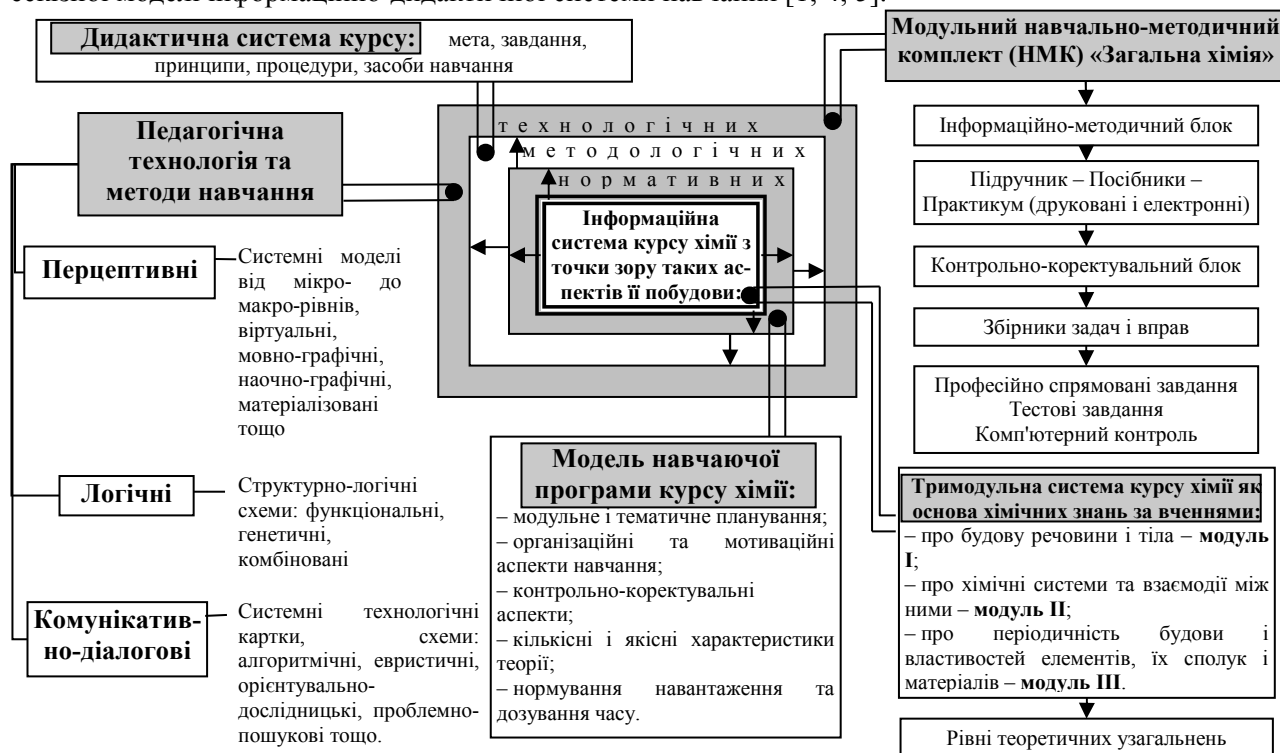 Дидактична система курсу: мета, завдання,
принципи, процедури, засоби навчання
Модульний навчально-методичний
комплект (НМК) «Загальна хімія»
Інформаційно-методичний блок
Підручник – Посібники –
Практикум (друковані і електронні)
Контрольно-коректувальний блок
Збірники задач і вправ
Професійно спрямовані завдання
Тестові завдання
Комп'ютерний контроль
Педагогічна
технологія та
методи навчання
технологічних
методологічних
нормативних
Інформаційна
система курсу хімії з
точки зору таких ас-
пектів її побудови:
Перцептивні
Системні моделі
від мікро- до
макро-рівнів,
віртуальні,
мовно-графічні,
наочно-графічні,
матеріалізовані
тощо
Логічні
Структурно-логічні
схеми: функціональні,
генетичні,
комбіновані
Комунікатив-
но-діалогові
Системні технологічні
картки, схеми:
алгоритмічні, евристичні,
орієнтувально-
дослідницькі, проблемно-
пошукові тощо.
Модель навчаючої
програми курсу хімії:
– модульне і тематичне планування;
– організаційні та мотиваційні
аспекти навчання;
– контрольно-коректувальні
аспекти;
– кількісні і якісні характеристики
теорії;
– нормування навантаження та
дозування часу.
Тримодульна система курсу хімії як
основа хімічних знань за вченнями:
– про будову речовини і тіла – модуль
І;
– про хімічні системи та взаємодії між
ними – модуль ІІ;
– про періодичність будови і
властивостей елементів, їх сполук і
матеріалів – модуль ІІІ.
Рівні теоретичних узагальнень